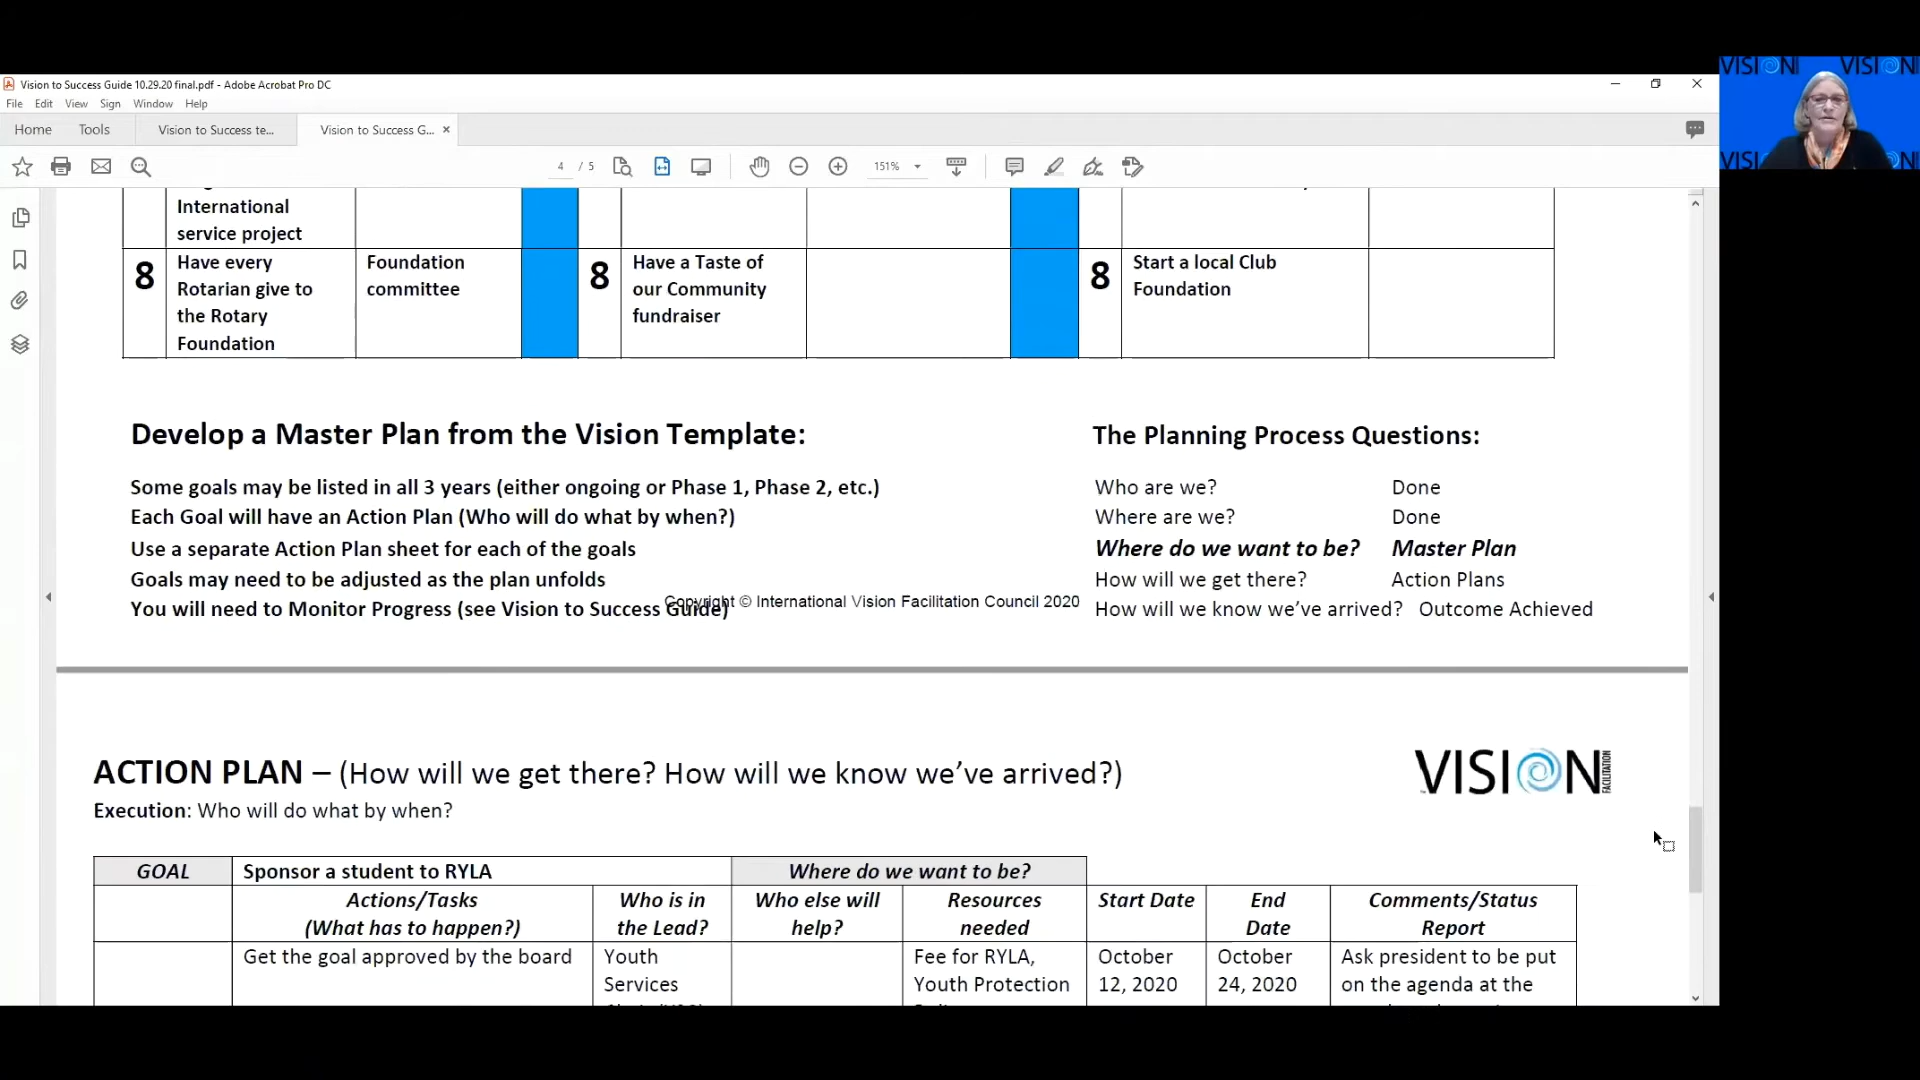 Vision to Success Guide 10.29.20 final.pdf - Adobe Acrobat Pro DC
File Edit View Sign Window Help
Home Tools Vision to Success te... Vision to Success G... ×
4 / 5 151%
International
service project
8 Have every
Rotarian give to
the Rotary
Foundation
Foundation
committee
8 Have a Taste of
our Community
fundraiser
8 Start a local Club
Foundation
Develop a Master Plan from the Vision Template:
Some goals may be listed in all 3 years (either ongoing or Phase 1, Phase 2, etc.)
Each Goal will have an Action Plan (Who will do what by when?)
Use a separate Action Plan sheet for each of the goals
Goals may need to be adjusted as the plan unfolds
You will need to Monitor Progress (see Vision to Success Guide)
Copyright © International Vision Facilitation Council 2020
The Planning Process Questions:
Who are we? Done
Where are we? Done
Where do we want to be? Master Plan
How will we get there? Action Plans
How will we know we've arrived? Outcome Achieved
ACTION PLAN – (How will we get there? How will we know we've arrived?)
Execution: Who will do what by when?
VISION
FACILITATION
GOAL Sponsor a student to RYLA Where do we want to be?
Actions/Tasks
(What has to happen?)
Who is in
the Lead?
Who else will
help?
Resources
needed
Start Date
End
Date
Comments/Status
Report
Get the goal approved by the board
Youth
Services
Fee for RYLA,
Youth Protection
October
12, 2020
October
24, 2020
Ask president to be put
on the agenda at the
VISION VISION